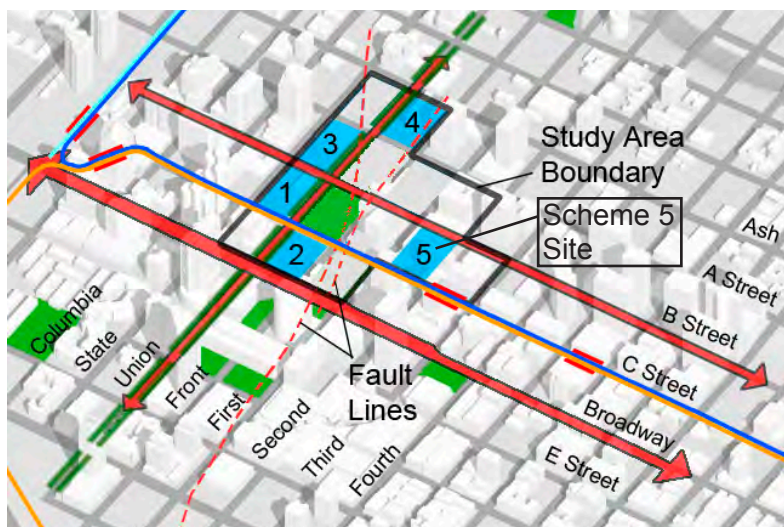 3
4
1
2
5
Study Area
Boundary
Scheme 5
Site
Ash
A Street
B Street
C Street
Broadway
E Street
Columbia
State
Union
Front
First
Second
Third
Fourth
Fault
Lines